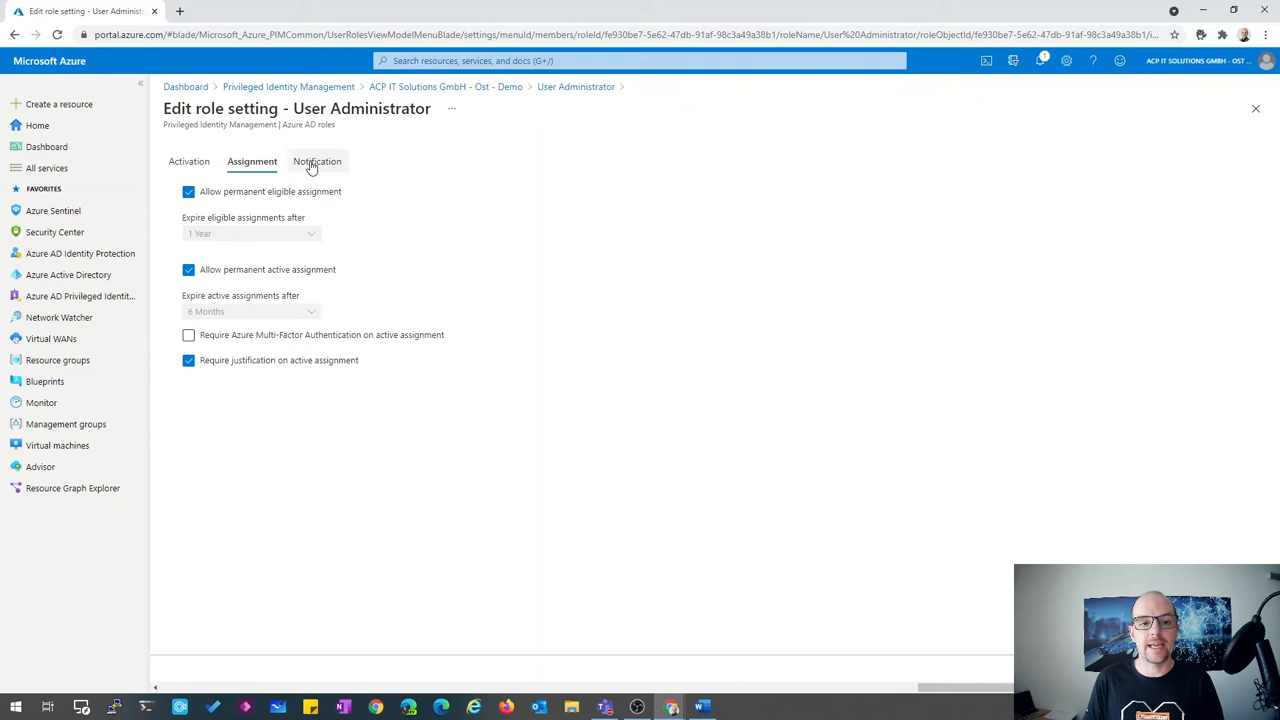 Edit role setting - User Administrat
portal.azure.com/#blade/Microsoft_Azure_PIMCommon/UserRolesViewModelMenuBlade/settings/menuId/members/roleId/fe930be7-5e62-47db-91af-98c3a49a38b1/roleName/User%20Administrator/roleObjectId/fe930be7-5e62-47db-91af-98c3a49a38b1/i...
Microsoft Azure
Search resources, services, and docs (G+/)
1
ACP IT SOLUTIONS GMBH - OST - ...
Create a resource
Home
Dashboard
All services
FAVORITES
Azure Sentinel
Security Center
Azure AD Identity Protection
Azure Active Directory
Azure AD Privileged Identit...
Network Watcher
Virtual WANs
Resource groups
Blueprints
Monitor
Management groups
Virtual machines
Advisor
Resource Graph Explorer
Dashboard > Privileged Identity Management > ACP IT Solutions GmbH - Ost - Demo > User Administrator >
Edit role setting - User Administrator ...
Privileged Identity Management | Azure AD roles
Activation Assignment Notification
Allow permanent eligible assignment
Expire eligible assignments after
1 Year
Allow permanent active assignment
Expire active assignments after
6 Months
Require Azure Multi-Factor Authentication on active assignment
Require justification on active assignment